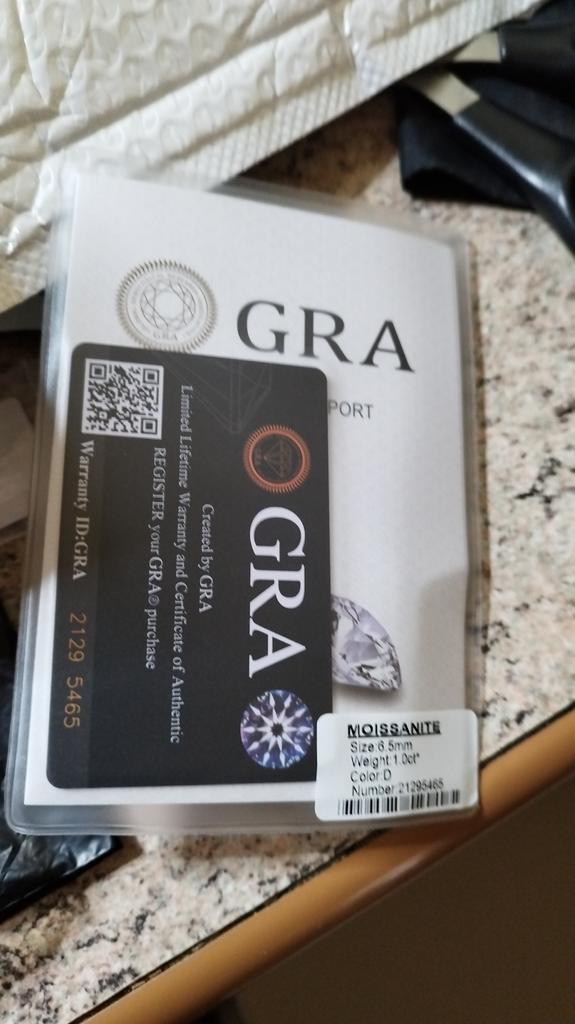 GRA
PORT
GRA
Created by GRA
Limited Lifetime Warranty and Certificate of Authentic
REGISTER your GRA® purchase
Warranty ID:GRA 2129 5465
MOISSANITE
Size:6.5mm
Weight:1.0ct*
Color:D
Number:21295465